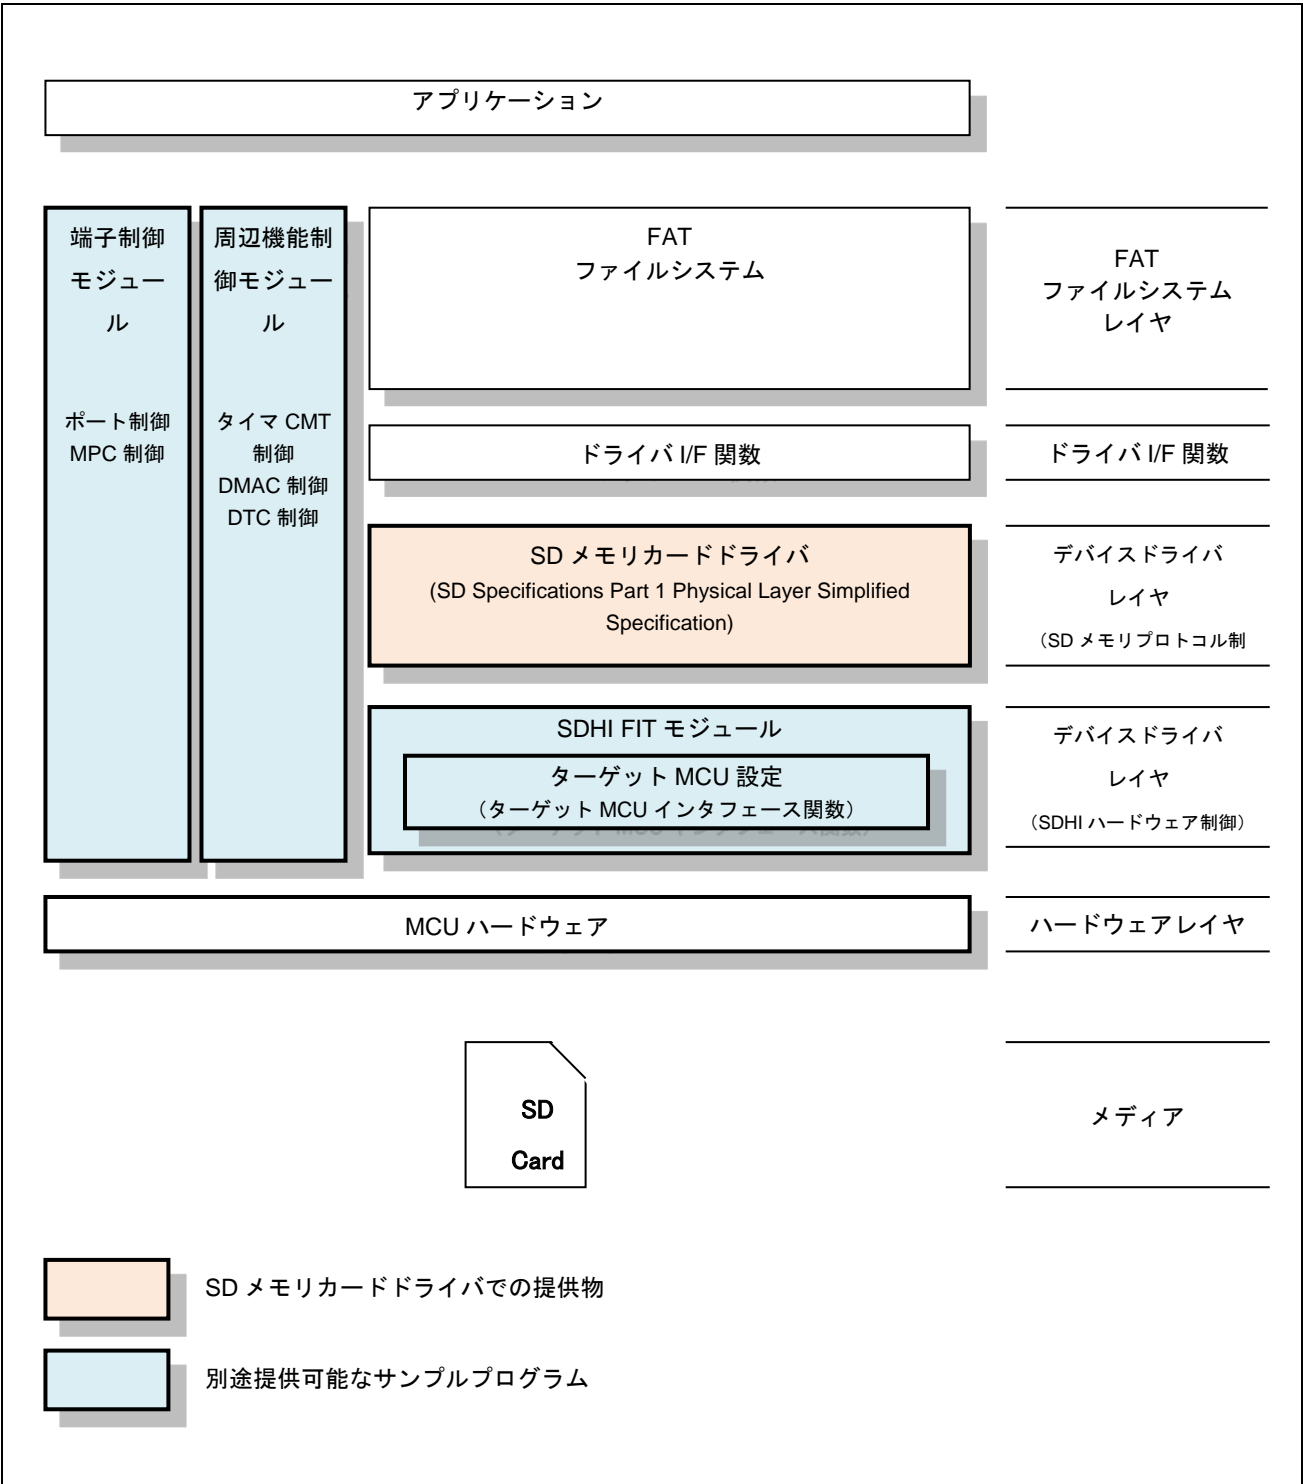 アプリケーション
端子制御
モジュー
ル
ポート制御
MPC 制御
周辺機能制
御モジュー
ル
タイマ CMT
制御
DMAC 制御
DTC 制御
FAT
ファイルシステム
FAT
ファイルシステム
レイヤ
ドライバ I/F 関数
ドライバ I/F 関数
SD メモリカードドライバ
(SD Specifications Part 1 Physical Layer Simplified
Specification)
デバイスドライバ
レイヤ
（SD メモリプロトコル制
SDHI FIT モジュール
ターゲット MCU 設定
（ターゲット MCU インタフェース関数）
デバイスドライバ
レイヤ
（SDHI ハードウェア制御）
MCU ハードウェア
ハードウェアレイヤ
SD
Card
メディア
SD メモリカードドライバでの提供物
別途提供可能なサンプルプログラム